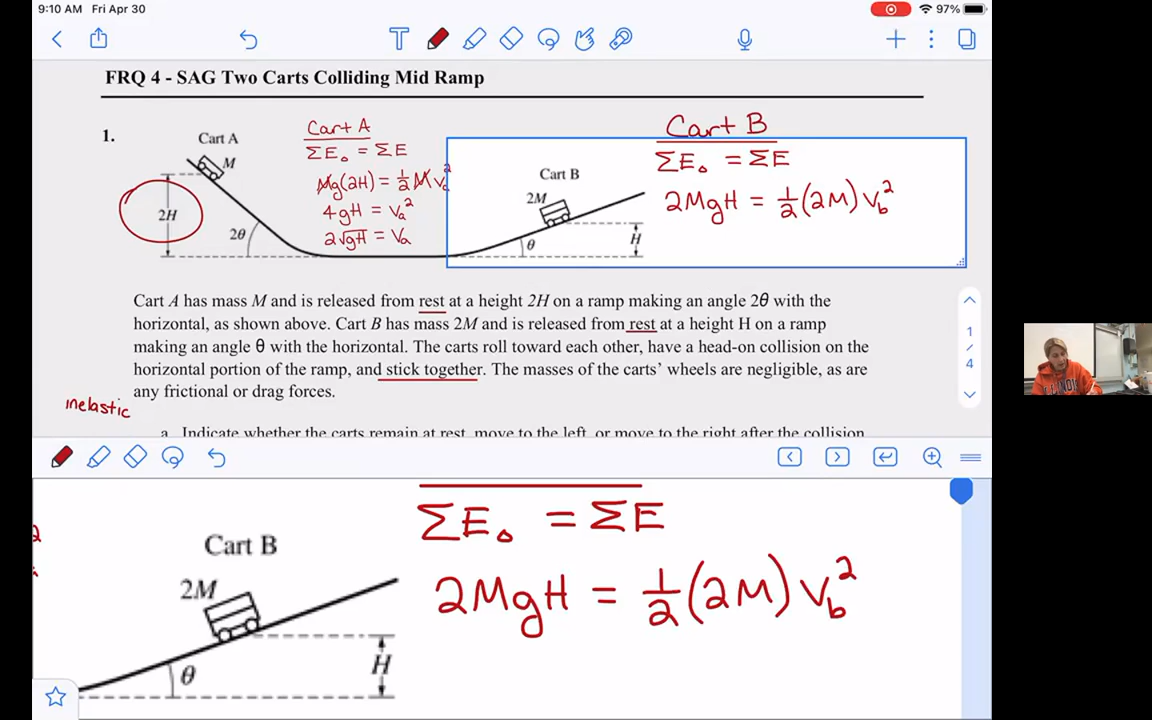 9:10 AM Fri Apr 30
97%
FRQ 4 - SAG Two Carts Colliding Mid Ramp
1.
Cart A
M
2H
2θ
Cart A
ΣE₀ = ΣE
Mg(2H) = ½ M vₐ²
4gH = vₐ²
2√gH = vₐ
Cart B
2M
θ
H
Cart B
ΣE₀ = ΣE
2MgH = ½(2M) v_b²
Cart A has mass M and is released from rest at a height 2H on a ramp making an angle 2θ with the
horizontal, as shown above. Cart B has mass 2M and is released from rest at a height H on a ramp
making an angle θ with the horizontal. The carts roll toward each other, have a head-on collision on the
horizontal portion of the ramp, and stick together. The masses of the carts' wheels are negligible, as are
any frictional or drag forces.
inelastic
a. Indicate whether the carts remain at rest, move to the left, or move to the right after the collision.
1
/
4
Cart B
2M
θ
H
ΣE₀ = ΣE
2MgH = ½(2M) v_b²
ILLINOIS